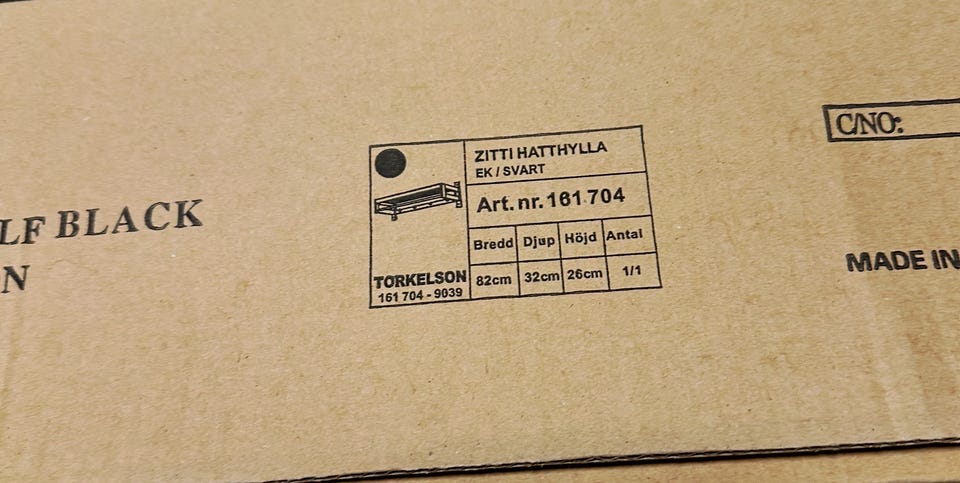 LF BLACK
N
ZITTI HATTHYLLA
EK / SVART
Art. nr. 161 704
Bredd Djup Höjd Antal
82cm 32cm 26cm 1/1
TORKELSON
161 704 - 9039
C/NO:
MADE IN